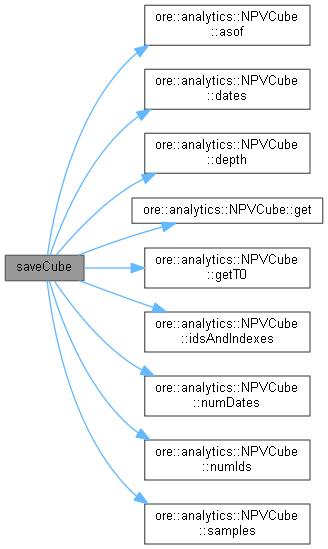 ore::analytics::NPVCube
::asof
ore::analytics::NPVCube
::dates
ore::analytics::NPVCube
::depth
ore::analytics::NPVCube::get
saveCube
ore::analytics::NPVCube
::getT0
ore::analytics::NPVCube
::idsAndIndexes
ore::analytics::NPVCube
::numDates
ore::analytics::NPVCube
::numIds
ore::analytics::NPVCube
::samples